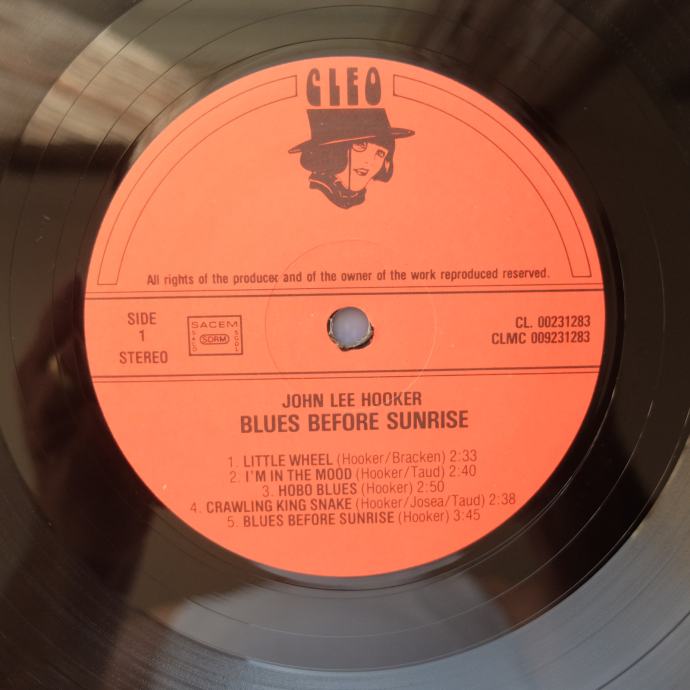 CLEO
All rights of the producer and of the owner of the work reproduced reserved.
SIDE
1
STEREO
SACEM
SDRM
CL. 00231283
CLMC 009231283
JOHN LEE HOOKER
BLUES BEFORE SUNRISE
1. LITTLE WHEEL (Hooker/Bracken) 2:33
2. I'M IN THE MOOD (Hooker/Taud) 2:40
3. HOBO BLUES (Hooker) 2:50
4. CRAWLING KING SNAKE (Hooker/Josea/Taud) 2:38
5. BLUES BEFORE SUNRISE (Hooker) 3:45